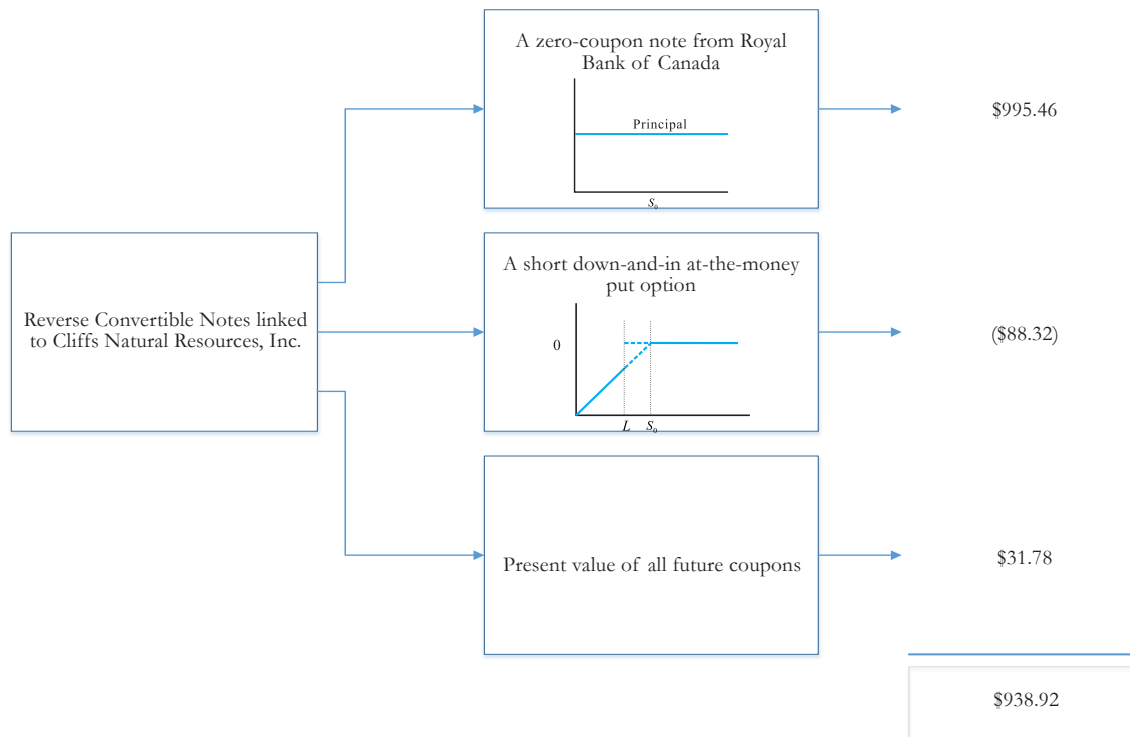 A zero-coupon note from Royal
Bank of Canada
Principal
S₀
$995.46
Reverse Convertible Notes linked
to Cliffs Natural Resources, Inc.
A short down-and-in at-the-money
put option
0
L S₀
($88.32)
Present value of all future coupons
$31.78
$938.92